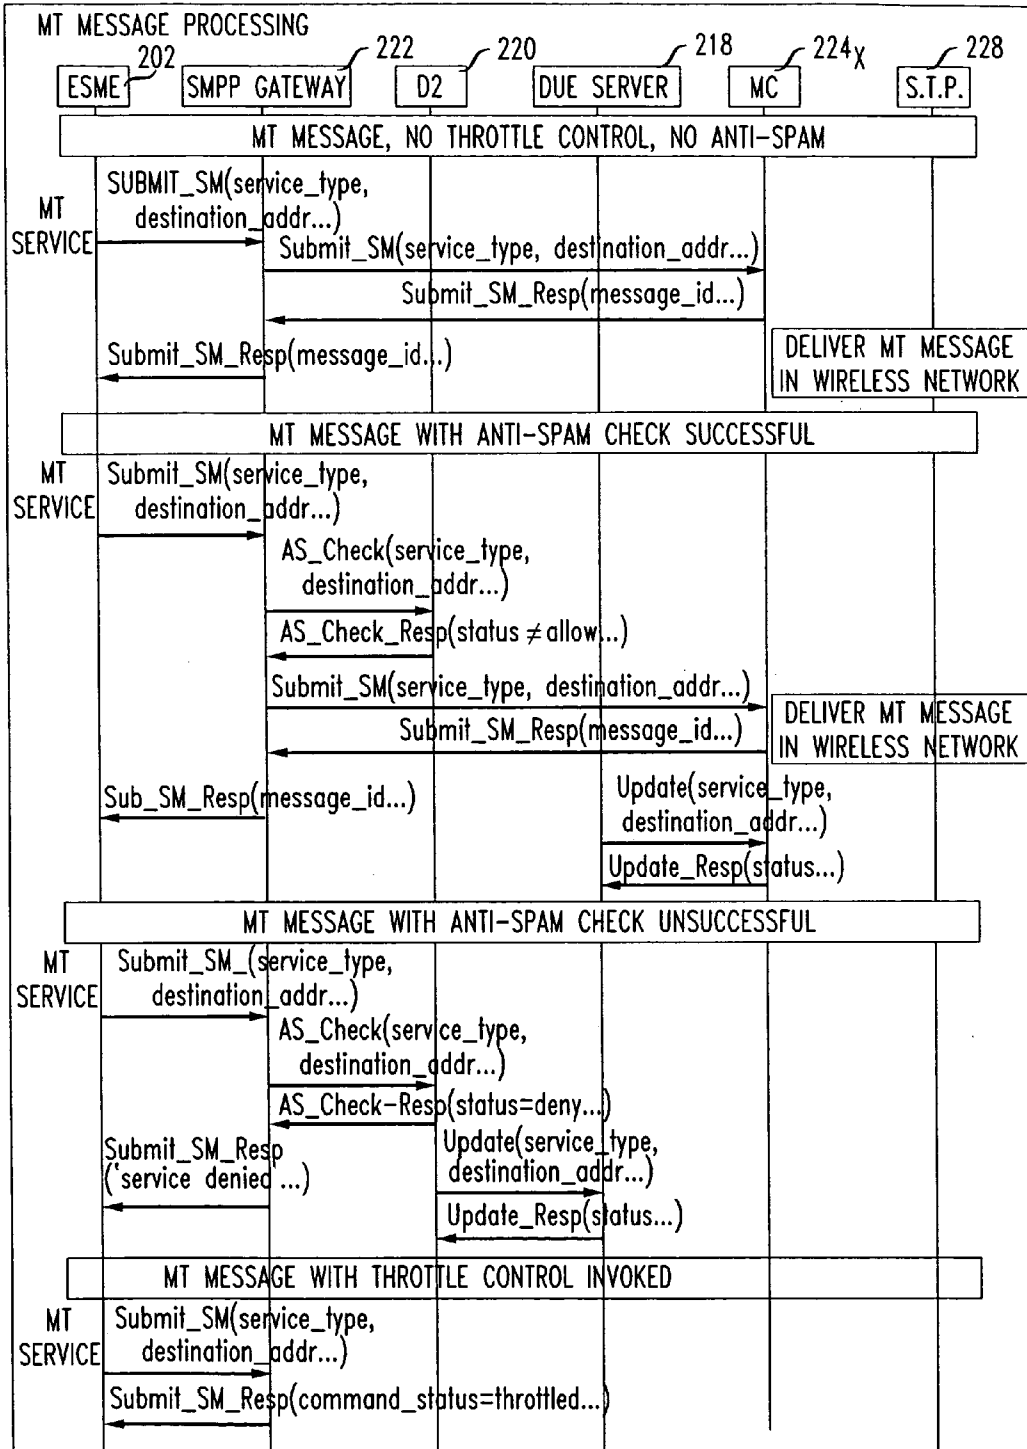 MT MESSAGE PROCESSING
202
222
220
218
224X
228
ESME
SMPP GATEWAY
D2
DUE SERVER
MC
S.T.P.
MT MESSAGE, NO THROTTLE CONTROL, NO ANTI-SPAM
MT
SERVICE
SUBMIT_SM(service_type,
destination_addr...)
Submit_SM(service_type, destination_addr...)
Submit_SM_Resp(message_id...)
Submit_SM_Resp(message_id...)
DELIVER MT MESSAGE
IN WIRELESS NETWORK
MT MESSAGE WITH ANTI-SPAM CHECK SUCCESSFUL
MT
SERVICE
Submit_SM(service_type,
destination_addr...)
AS_Check(service_type,
destination_addr...)
AS_Check_Resp(status ≠ allow...)
Submit_SM(service_type, destination_addr...)
Submit_SM_Resp(message_id...)
DELIVER MT MESSAGE
IN WIRELESS NETWORK
Sub_SM_Resp(message_id...)
Update(service_type,
destination_addr...)
Update_Resp(status...)
MT MESSAGE WITH ANTI-SPAM CHECK UNSUCCESSFUL
MT
SERVICE
Submit_SM_(service_type,
destination_addr...)
AS_Check(service_type,
destination_addr...)
AS_Check-Resp(status=deny...)
Submit_SM_Resp
('service denied'...)
Update(service_type,
destination_addr...)
Update_Resp(status...)
MT MESSAGE WITH THROTTLE CONTROL INVOKED
MT
SERVICE
Submit_SM(service_type,
destination_addr...)
Submit_SM_Resp(command_status=throttled...)